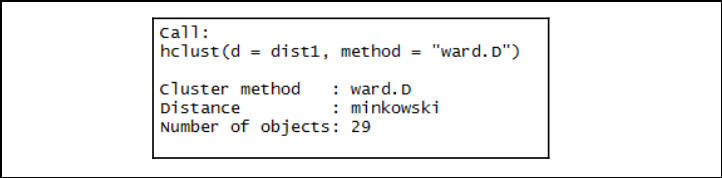 Call:
hclust(d = dist1, method = "ward.D")
Cluster method   : ward.D
Distance         : minkowski
Number of objects: 29